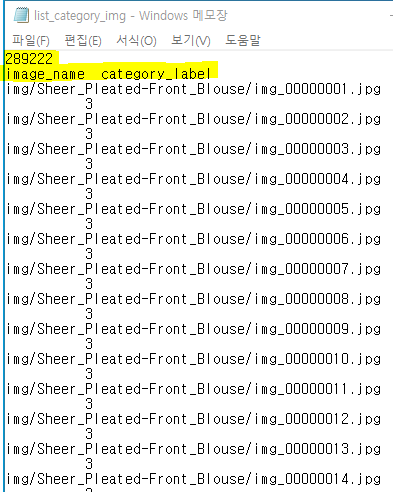 list_category_img - Windows 메모장
파일(F) 편집(E) 서식(O) 보기(V) 도움말
289222
image_name category_label
img/Sheer_Pleated-Front_Blouse/img_00000001.jpg
3
img/Sheer_Pleated-Front_Blouse/img_00000002.jpg
3
img/Sheer_Pleated-Front_Blouse/img_00000003.jpg
3
img/Sheer_Pleated-Front_Blouse/img_00000004.jpg
3
img/Sheer_Pleated-Front_Blouse/img_00000005.jpg
3
img/Sheer_Pleated-Front_Blouse/img_00000006.jpg
3
img/Sheer_Pleated-Front_Blouse/img_00000007.jpg
3
img/Sheer_Pleated-Front_Blouse/img_00000008.jpg
3
img/Sheer_Pleated-Front_Blouse/img_00000009.jpg
3
img/Sheer_Pleated-Front_Blouse/img_00000010.jpg
3
img/Sheer_Pleated-Front_Blouse/img_00000011.jpg
3
img/Sheer_Pleated-Front_Blouse/img_00000012.jpg
3
img/Sheer_Pleated-Front_Blouse/img_00000013.jpg
3
img/Sheer_Pleated-Front_Blouse/img_00000014.jpg
3